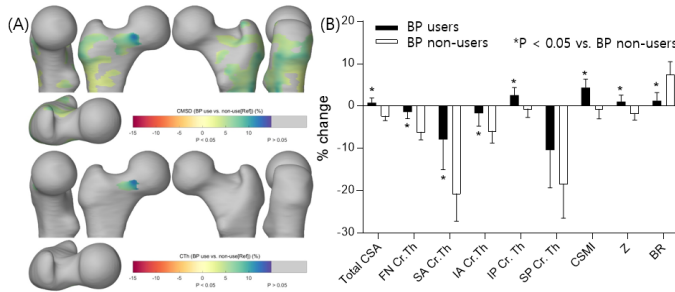 (A)
CMSD (BP use vs. non-use[Ref]) (%)
-15 -10 -5 0 5 10 15
P < 0.05 P > 0.05
CTh (BP use vs. non-use[Ref]) (%)
-15 -10 -5 0 5 10 15
P < 0.05 P > 0.05
(B)
% change
20
10
0
-10
-20
-30
BP users
BP non-users
*P < 0.05 vs. BP non-users
* * * * * * * *
Total CSA
FN Cr.Th
SA Cr.Th
IA Cr.Th
IP Cr. Th
SP Cr. Th
CSMI
Z
BR